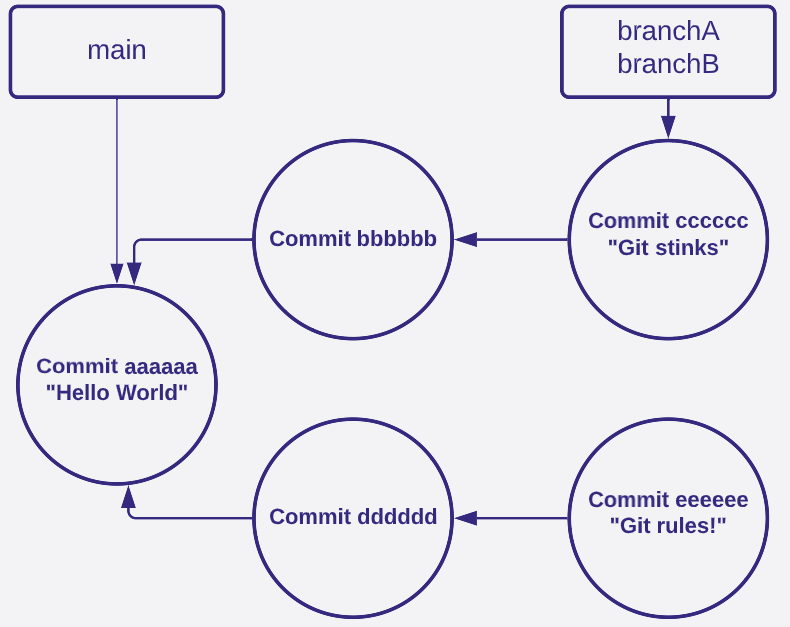 main
branchA
branchB
Commit bbbbbb
Commit cccccc
"Git stinks"
Commit aaaaaa
"Hello World"
Commit dddddd
Commit eeeeee
"Git rules!"